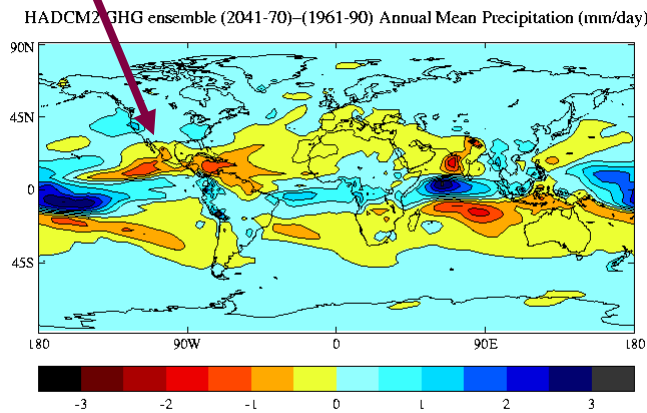 HADCM2 GHG ensemble (2041-70)–(1961-90) Annual Mean Precipitation (mm/day)
90N
45N
0
45S
180 90W 0 90E 180
-3 -2 -1 0 1 2 3